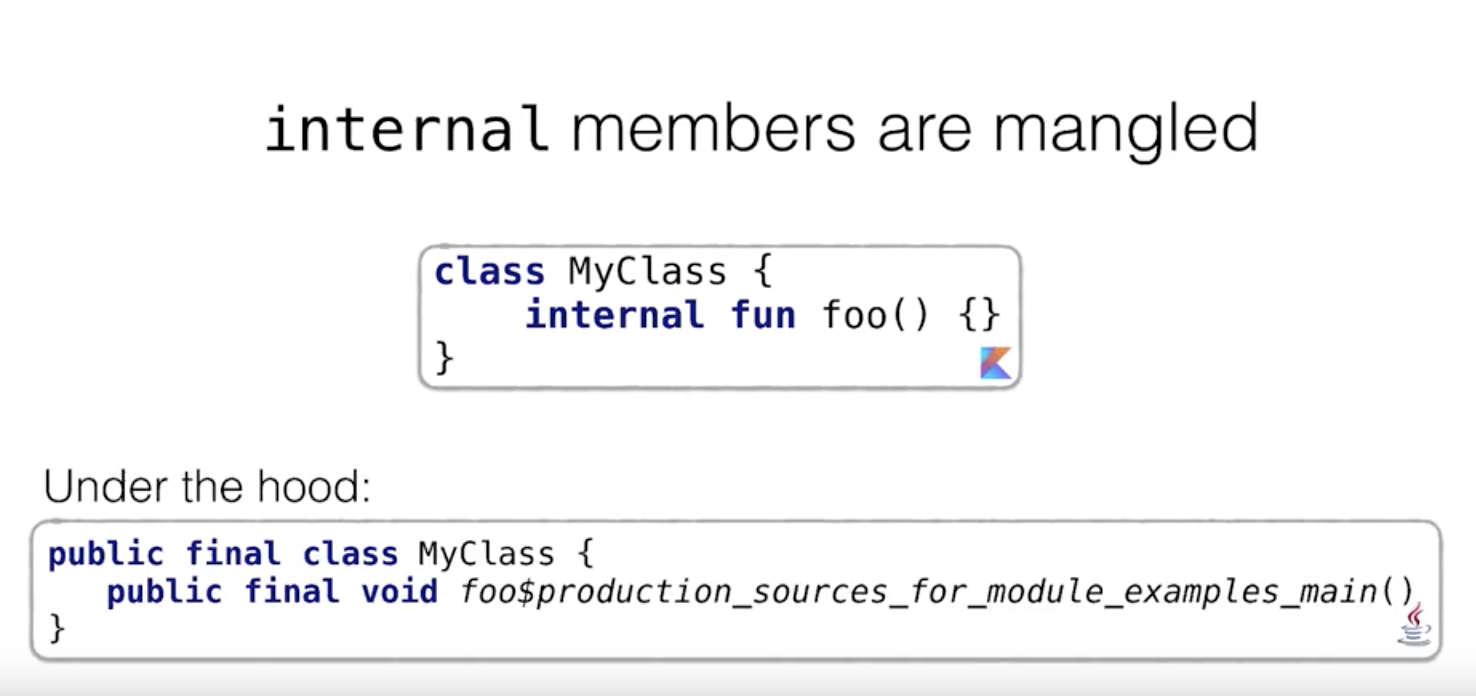 internal members are mangled
class MyClass {
    internal fun foo() {}
}
Under the hood:
public final class MyClass {
   public final void foo$production_sources_for_module_examples_main()
}